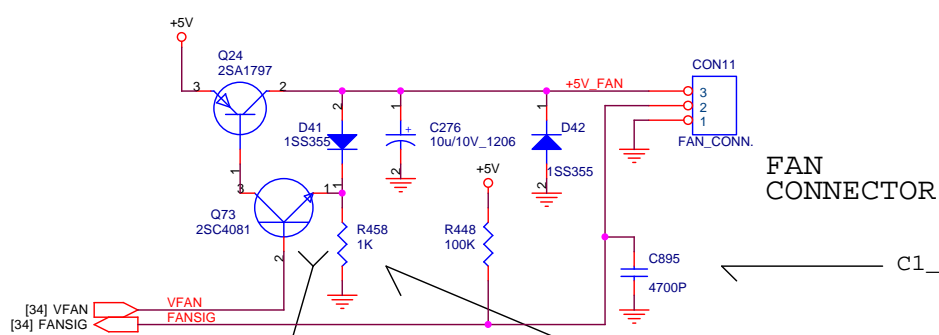 +5V
Q24
2SA1797
3
2
1
+5V_FAN
CON11
3
2
1
FAN_CONN.
2
D41
1SS355
1
1
C276
+
10u/10V_1206
2
1
D42
1SS355
2
+5V
FAN
CONNECTOR
3
1
Q73
2SC4081
2
R458
1K
R448
100K
C895
4700P
C1_
[34] VFAN
VFAN
[34] FANSIG
FANSIG